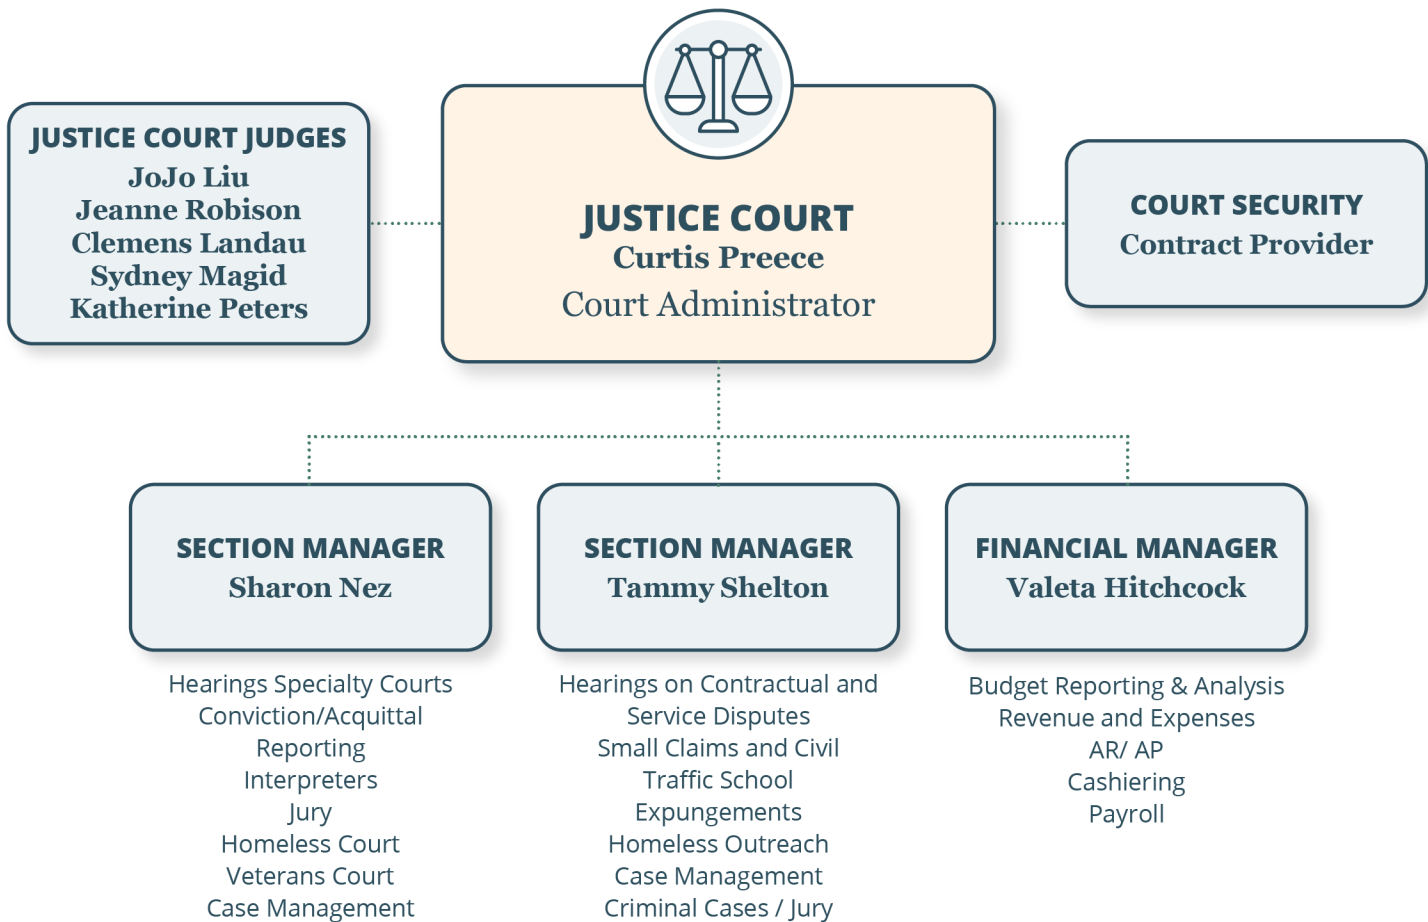 JUSTICE COURT JUDGES
JoJo Liu
Jeanne Robison
Clemens Landau
Sydney Magid
Katherine Peters
JUSTICE COURT
Curtis Preece
Court Administrator
COURT SECURITY
Contract Provider
SECTION MANAGER
Sharon Nez
Hearings Specialty Courts
Conviction/Acquittal
Reporting
Interpreters
Jury
Homeless Court
Veterans Court
Case Management
SECTION MANAGER
Tammy Shelton
Hearings on Contractual and
Service Disputes
Small Claims and Civil
Traffic School
Expungements
Homeless Outreach
Case Management
Criminal Cases / Jury
FINANCIAL MANAGER
Valeta Hitchcock
Budget Reporting & Analysis
Revenue and Expenses
AR/ AP
Cashiering
Payroll